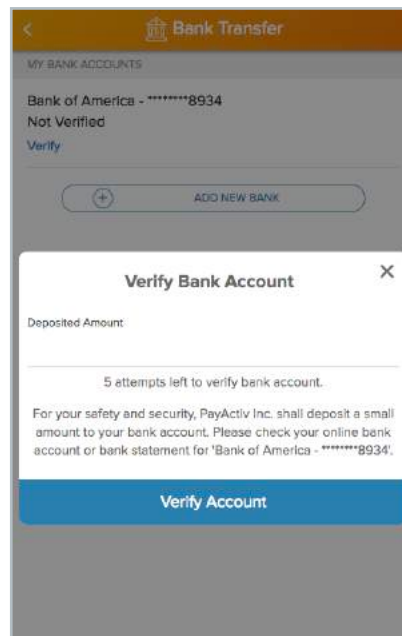 Bank Transfer
MY BANK ACCOUNTS
Bank of America - ********8934
Not Verified
Verify
ADD NEW BANK
Verify Bank Account
Deposited Amount
5 attempts left to verify bank account.
For your safety and security, PayActiv Inc. shall deposit a small
amount to your bank account. Please check your online bank
account or bank statement for 'Bank of America - ********8934'.
Verify Account